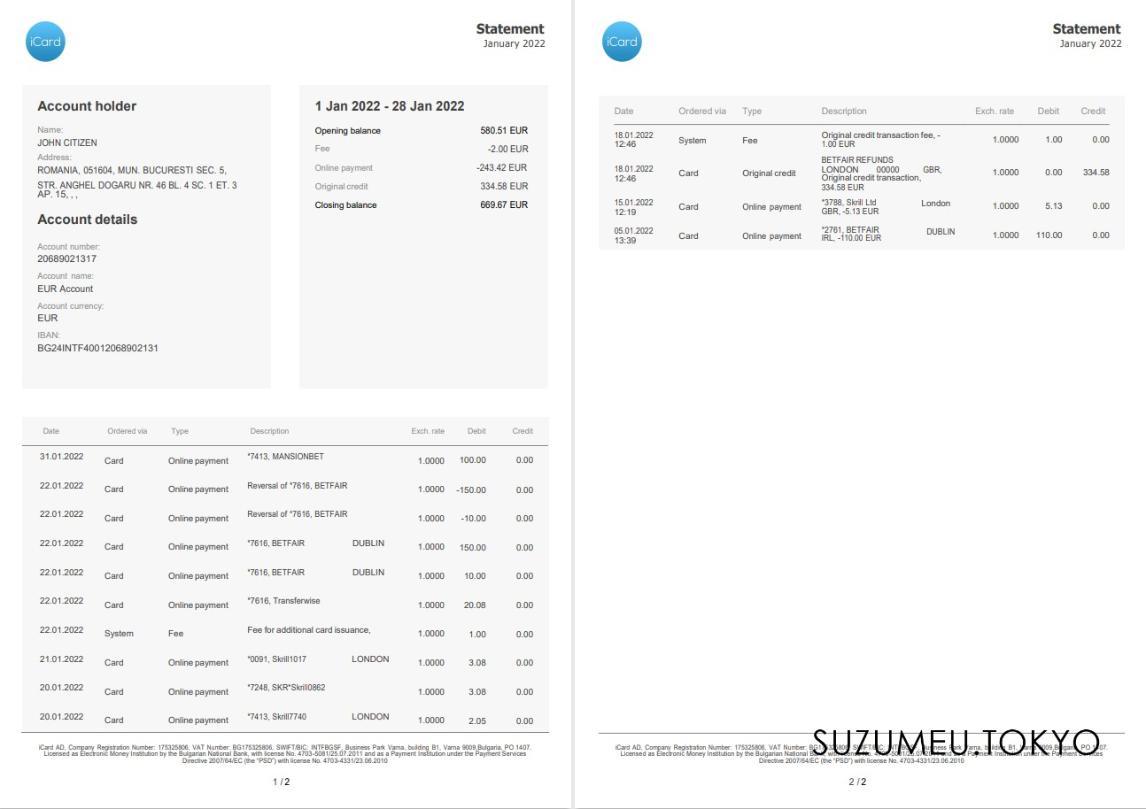 iCard
Statement
January 2022
Account holder
Name:
JOHN CITIZEN
Address:
ROMANIA, 051604, MUN. BUCURESTI SEC. 5,
STR. ANGHEL DOGARU NR. 46 BL. 4 SC. 1 ET. 3
AP. 15, , ,
Account details
Account number:
20689021317
Account name:
EUR Account
Account currency:
EUR
IBAN:
BG24INTF40012068902131
1 Jan 2022 - 28 Jan 2022
Opening balance 580.51 EUR
Fee -2.00 EUR
Online payment -243.42 EUR
Original credit 334.58 EUR
Closing balance 669.67 EUR
Date Ordered via Type Description Exch. rate Debit Credit
31.01.2022 Card Online payment *7413, MANSIONBET 1.0000 100.00 0.00
22.01.2022 Card Online payment Reversal of *7616, BETFAIR 1.0000 -150.00 0.00
22.01.2022 Card Online payment Reversal of *7616, BETFAIR 1.0000 -10.00 0.00
22.01.2022 Card Online payment *7616, BETFAIR DUBLIN 1.0000 150.00 0.00
22.01.2022 Card Online payment *7616, BETFAIR DUBLIN 1.0000 10.00 0.00
22.01.2022 Card Online payment *7616, Transferwise 1.0000 20.08 0.00
22.01.2022 System Fee Fee for additional card issuance, 1.0000 1.00 0.00
21.01.2022 Card Online payment *0091, Skrill1017 LONDON 1.0000 3.08 0.00
20.01.2022 Card Online payment *7248, SKR*Skrill0862 1.0000 3.08 0.00
20.01.2022 Card Online payment *7413, Skrill7740 LONDON 1.0000 2.05 0.00
iCard AD, Company Registration Number: 175325806, VAT Number: BG175325806, SWIFT/BIC: INTFBGSF, Business Park Varna, building B1, Varna 9009,Bulgaria, PO 1407.
Licensed as Electronic Money Institution by the Bulgarian National Bank, with license No. 4703-5081/25.07.2011 and as a Payment Institution under the Payment Services
Directive 2007/64/EC (the "PSD") with license No. 4703-4331/23.06.2010
1 / 2
iCard
Statement
January 2022
Date Ordered via Type Description Exch. rate Debit Credit
18.01.2022 System Fee Original credit transaction fee, - 1.0000 1.00 0.00
12:46 1.00 EUR
BETFAIR REFUNDS
18.01.2022 Card Original credit LONDON 00000 GBR, 1.0000 0.00 334.58
12:46 Original credit transaction,
334.58 EUR
15.01.2022 Card Online payment *3788, Skrill Ltd London 1.0000 5.13 0.00
12:19 GBR, -5.13 EUR
05.01.2022 Card Online payment *2761, BETFAIR DUBLIN 1.0000 110.00 0.00
13:39 IRL, -110.00 EUR
iCard AD, Company Registration Number: 175325806, VAT Number: BG175325806, SWIFT/BIC: INTFBGSF, Business Park Varna, building B1, Varna 9009,Bulgaria, PO 1407.
Licensed as Electronic Money Institution by the Bulgarian National Bank, with license No. 4703-5081/25.07.2011 and as a Payment Institution under the Payment Services
Directive 2007/64/EC (the "PSD") with license No. 4703-4331/23.06.2010
SUZUMEU.TOKYO
2 / 2